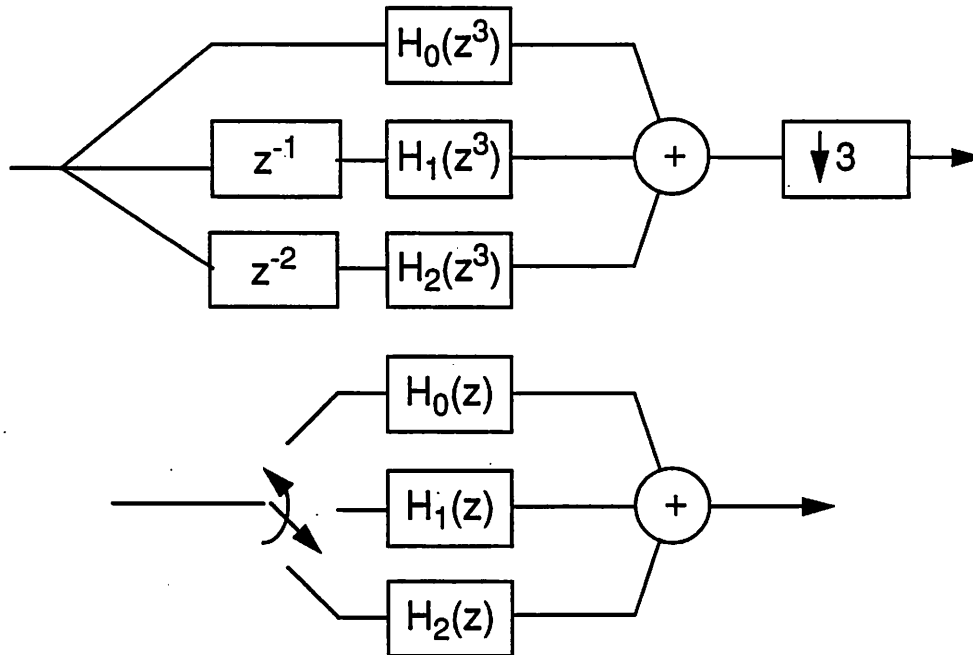 H₀(z³)
z⁻¹ H₁(z³) + ↓3
z⁻² H₂(z³)
H₀(z)
H₁(z) +
H₂(z)